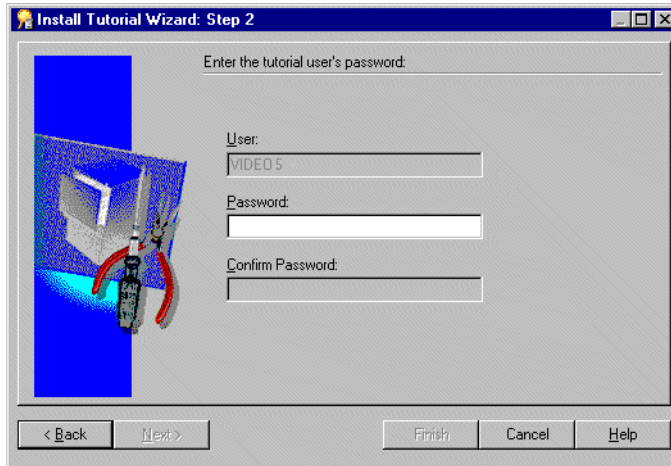 Install Tutorial Wizard: Step 2
Enter the tutorial user's password:
User:
VIDEO5
Password:
Confirm Password:
< Back
Next >
Finish
Cancel
Help